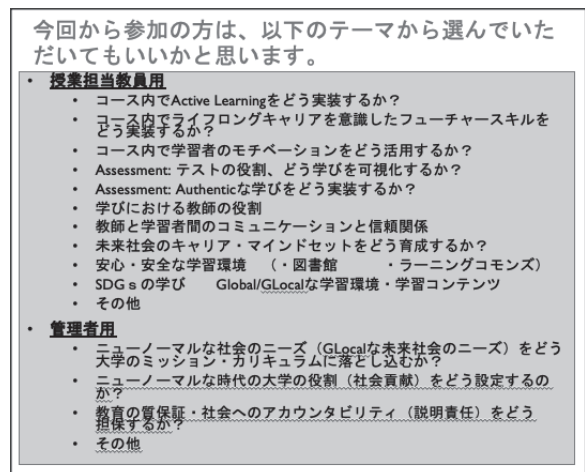 今回から参加の方は、以下のテーマから選んでいた
だいてもいいかと思います。
• 授業担当教員用
• コース内でActive Learningをどう実装するか？
• コース内でライフロングキャリアを意識したフューチャースキルを
どう実装するか？
• コース内で学習者のモチベーションをどう活用するか？
• Assessment: テストの役割、どう学びを可視化するか？
• Assessment: Authenticな学びをどう実装するか？
• 学びにおける教師の役割
• 教師と学習者間のコミュニケーションと信頼関係
• 未来社会のキャリア・マインドセットをどう育成するか？
• 安心・安全な学習環境　（・図書館　　・ラーニングコモンズ）
• SDGｓの学び　Global/GLocalな学習環境・学習コンテンツ
• その他
• 管理者用
• ニューノーマルな社会のニーズ（GLocalな未来社会のニーズ）をどう
大学のミッション・カリキュラムに落とし込むか？
• ニューノーマルな時代の大学の役割（社会貢献）をどう設定するの
か？
• 教育の質保証・社会へのアカウンタビリティ（説明責任）をどう
担保するか？
• その他